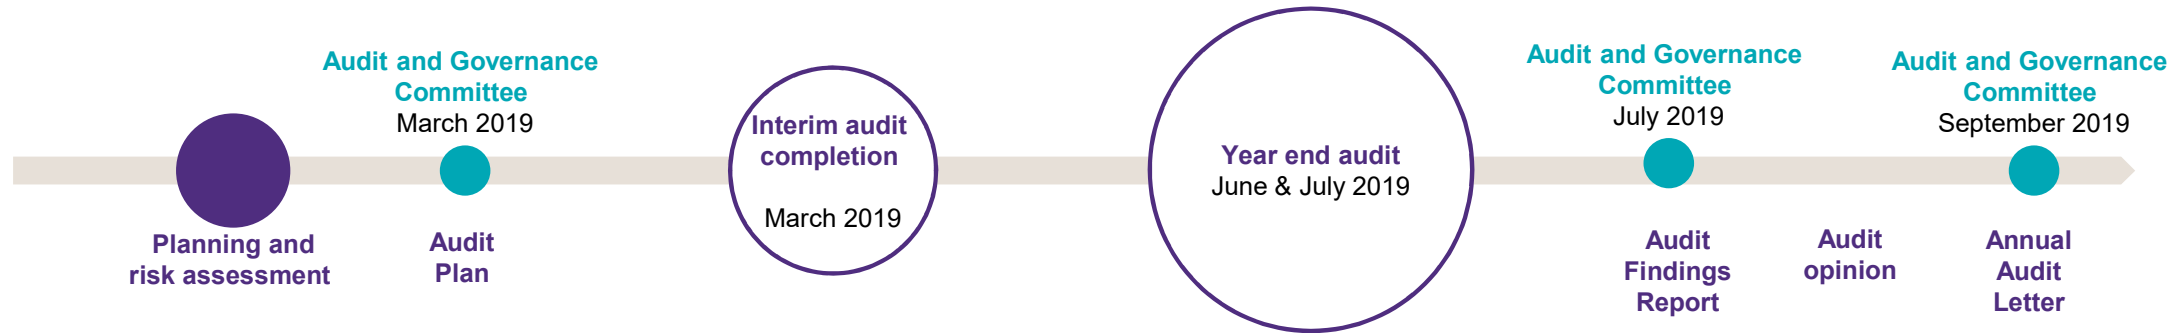 Planning and
risk assessment
Audit and Governance
Committee
March 2019
Audit
Plan
Interim audit
completion
March 2019
Year end audit
June & July 2019
Audit and Governance
Committee
July 2019
Audit
Findings
Report
Audit
opinion
Audit and Governance
Committee
September 2019
Annual
Audit
Letter